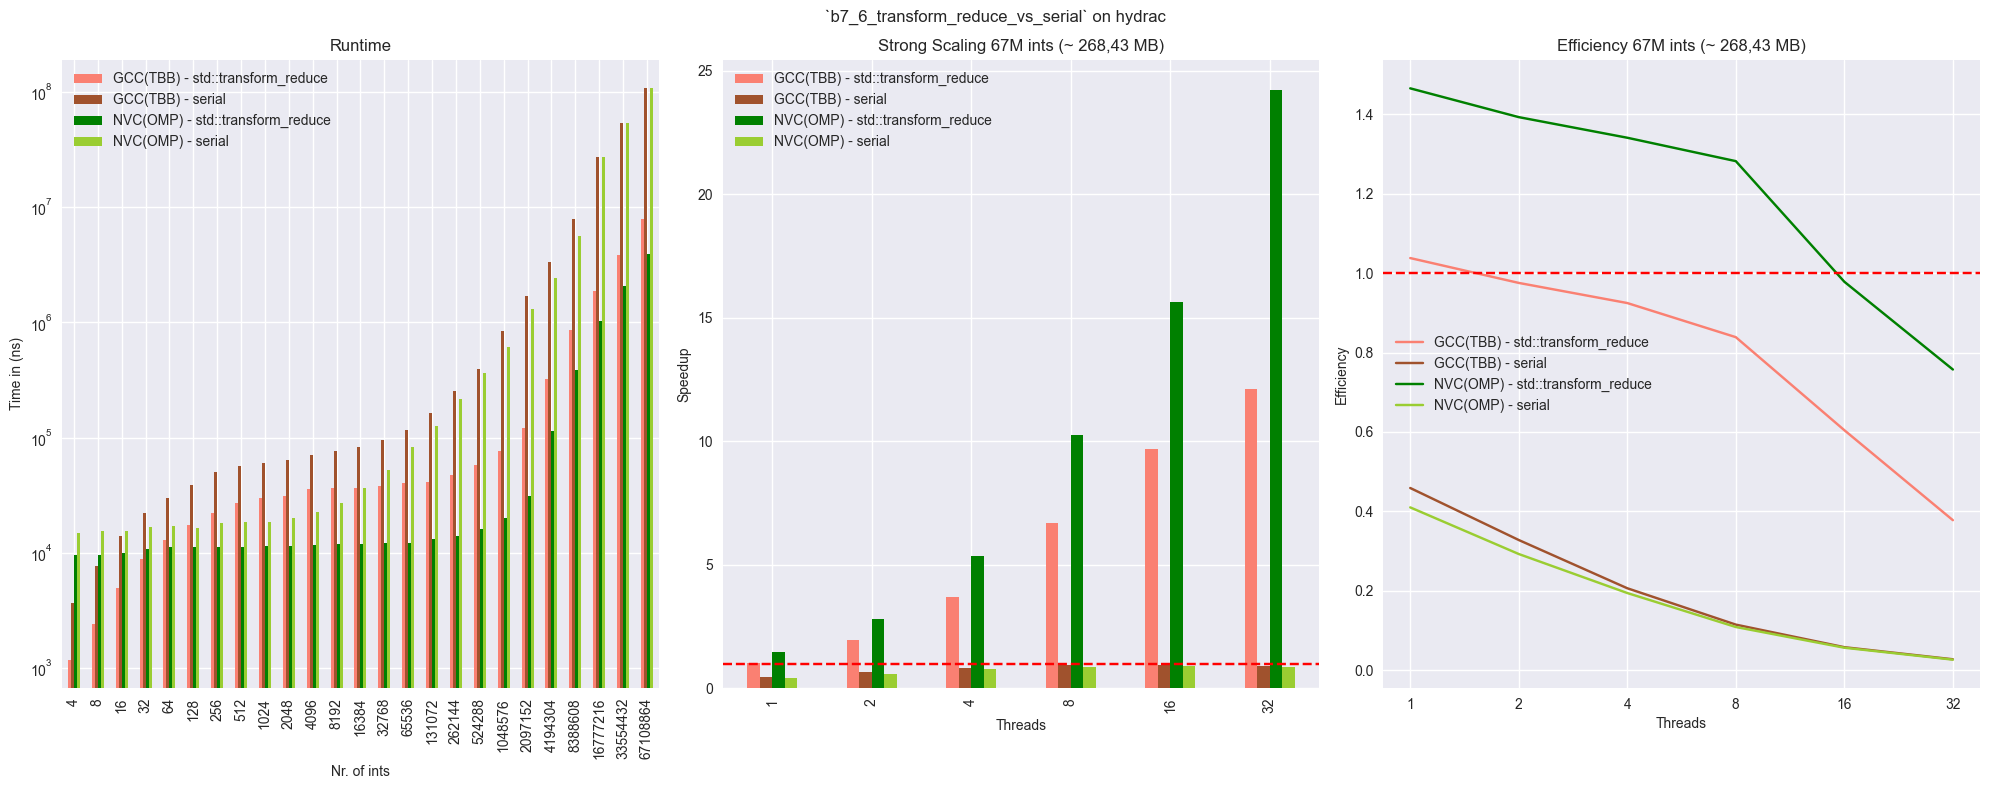 `b7_6_transform_reduce_vs_serial` on hydrac
Runtime
GCC(TBB) - std::transform_reduce
GCC(TBB) - serial
NVC(OMP) - std::transform_reduce
NVC(OMP) - serial
Time in (ns)
10^8
10^7
10^6
10^5
10^4
10^3
4 8 16 32 64 128 256 512 1024 2048 4096 8192 16384 32768 65536 131072 262144 524288 1048576 2097152 4194304 8388608 16777216 33554432 67108864
Nr. of ints
Strong Scaling 67M ints (~ 268,43 MB)
GCC(TBB) - std::transform_reduce
GCC(TBB) - serial
NVC(OMP) - std::transform_reduce
NVC(OMP) - serial
Speedup
25
20
15
10
5
0
1 2 4 8 16 32
Threads
Efficiency 67M ints (~ 268,43 MB)
GCC(TBB) - std::transform_reduce
GCC(TBB) - serial
NVC(OMP) - std::transform_reduce
NVC(OMP) - serial
Efficiency
1.4
1.2
1.0
0.8
0.6
0.4
0.2
0.0
1 2 4 8 16 32
Threads